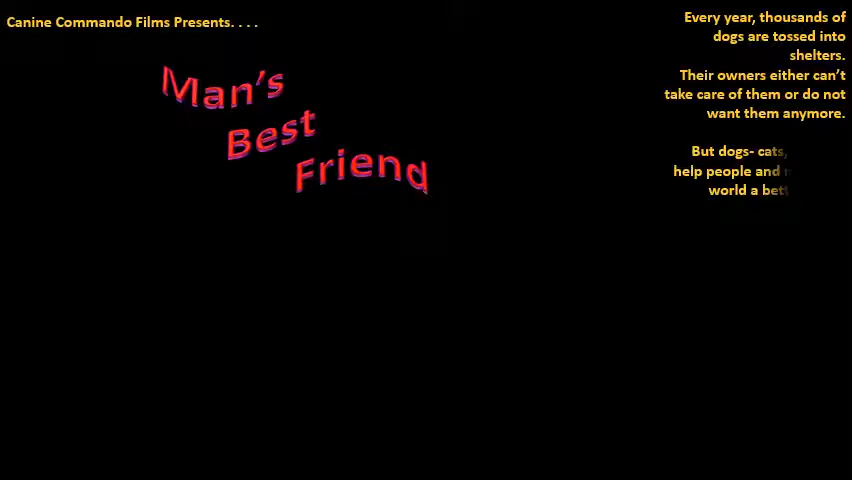 Canine Commando Films Presents. . . .
Man's
Best
Friend
Every year, thousands of
dogs are tossed into
shelters.
Their owners either can't
take care of them or do not
want them anymore.
But dogs- cats,
help people and
world a